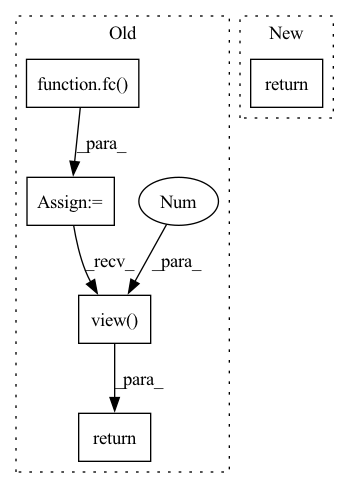 Old
New
function.fc()
return
_para_
Assign:=
Num
_recv_
_para_
view()
_para_
return